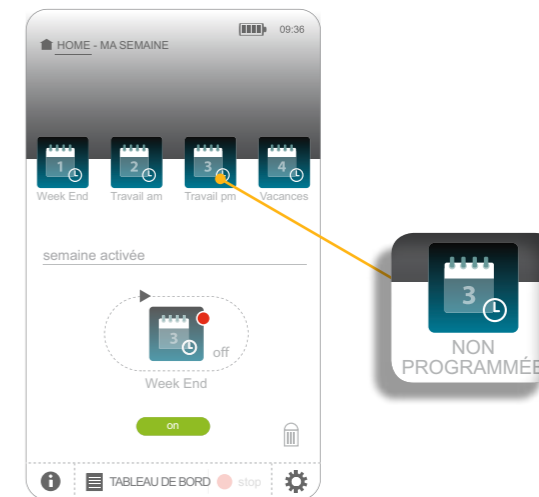 09:36
HOME - MA SEMAINE
1 2 3 4
Week End Travail am Travail pm Vacances
semaine activée
3
off
Week End
on
TABLEAU DE BORD stop
3
NON
PROGRAMMÉE